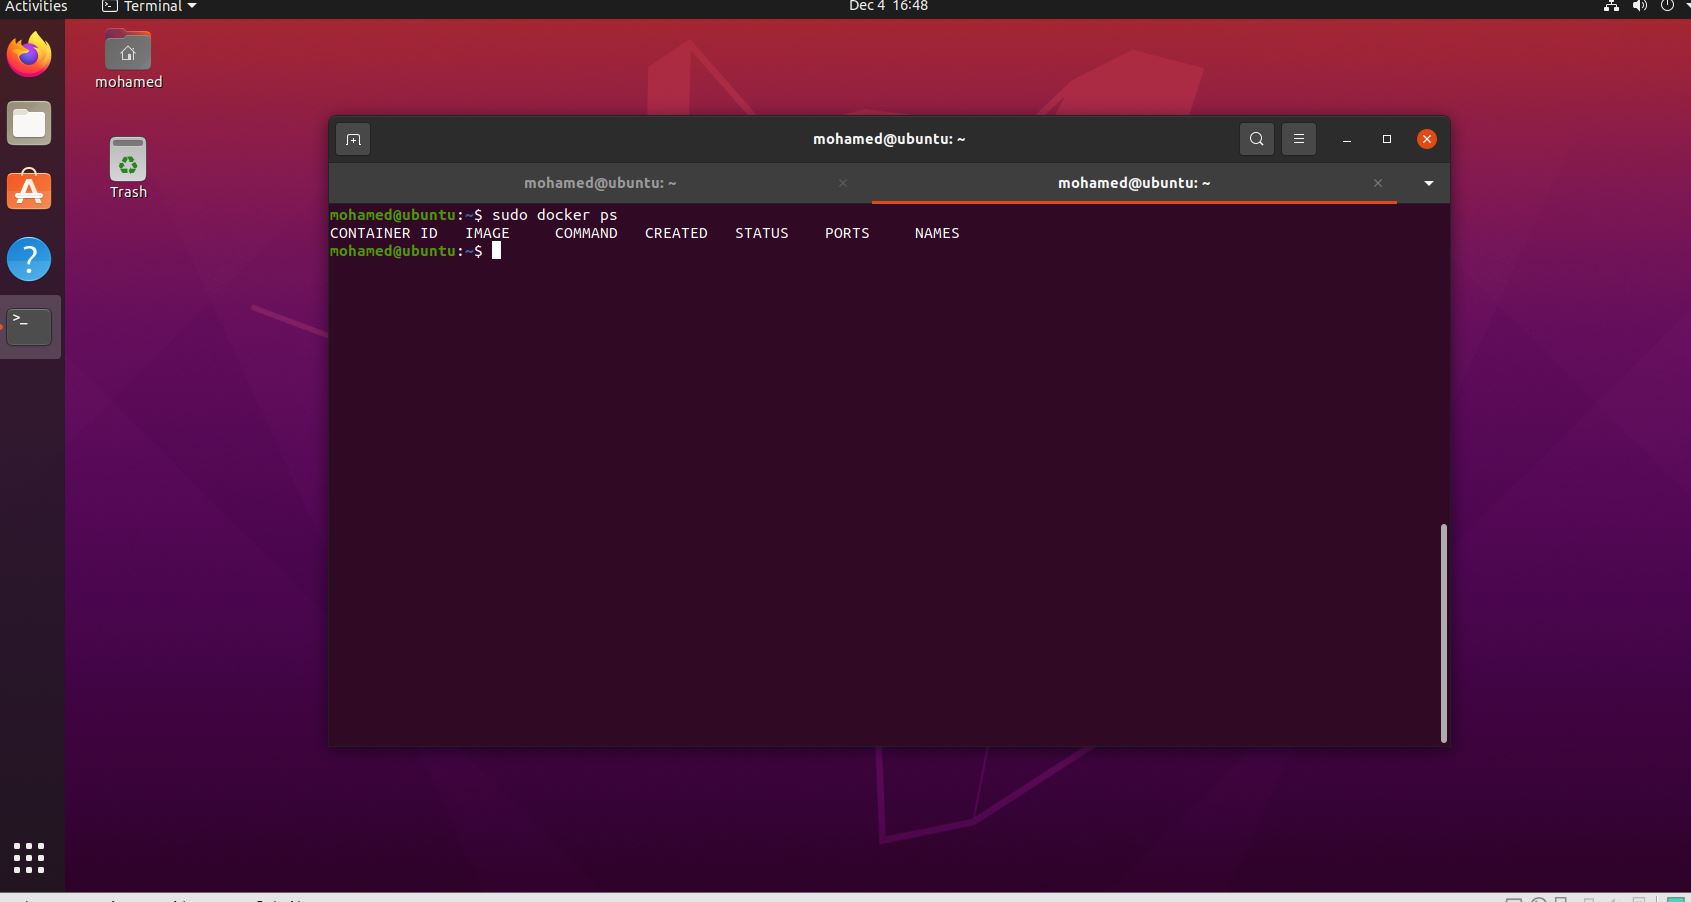 Activities Terminal Dec 4 16:48
mohamed
Trash
mohamed@ubuntu: ~
mohamed@ubuntu: ~ mohamed@ubuntu: ~
mohamed@ubuntu:~$ sudo docker ps
CONTAINER ID IMAGE COMMAND CREATED STATUS PORTS NAMES
mohamed@ubuntu:~$